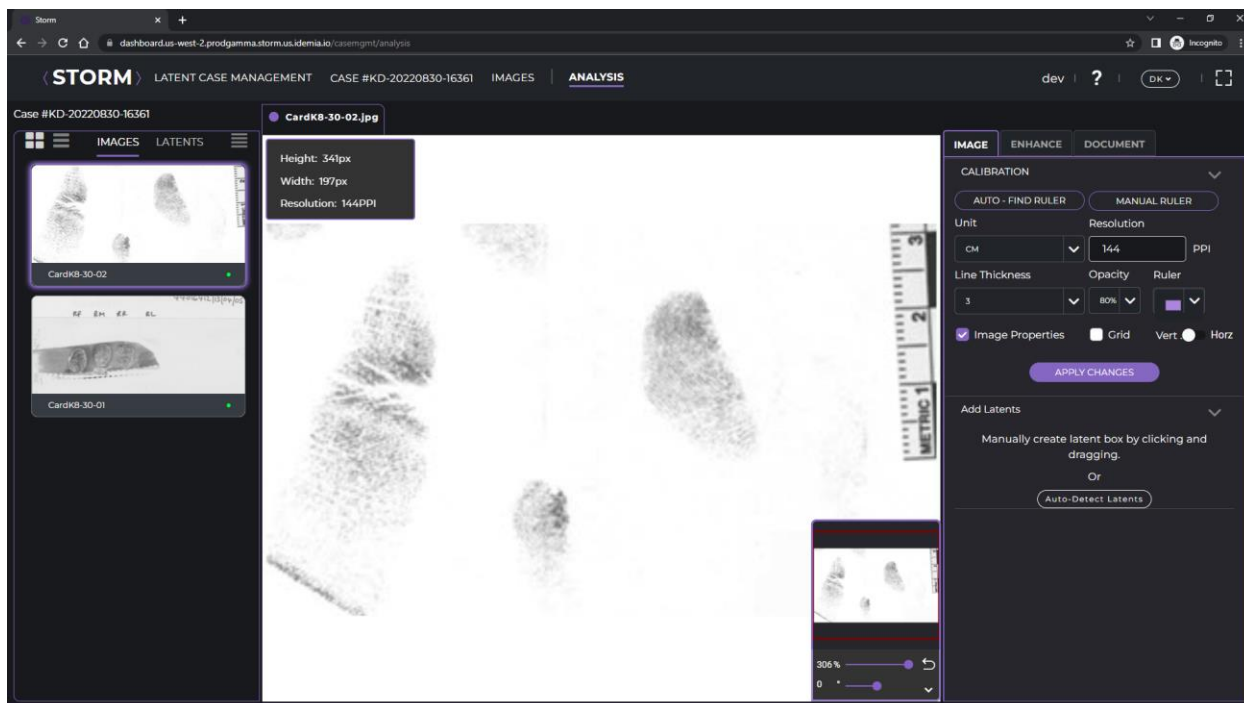 Storm
dashboard.us-west-2.prodgamma.storm.us.idemia.io/casemgmt/analysis
Incognito
STORM LATENT CASE MANAGEMENT CASE #KD-20220830-16361 IMAGES ANALYSIS dev ? DK
Case #KD-20220830-16361
IMAGES LATENTS
CardK8-30-02
RF RM RR RL
CardK8-30-01
CardK8-30-02.jpg
Height: 341px
Width: 197px
Resolution: 144PPI
METRIC 1 2 3
306%
0 °
IMAGE ENHANCE DOCUMENT
CALIBRATION
AUTO - FIND RULER MANUAL RULER
Unit Resolution
CM 144 PPI
Line Thickness Opacity Ruler
3 80%
Image Properties Grid Vert . Horz
APPLY CHANGES
Add Latents
Manually create latent box by clicking and
dragging.
Or
Auto-Detect Latents